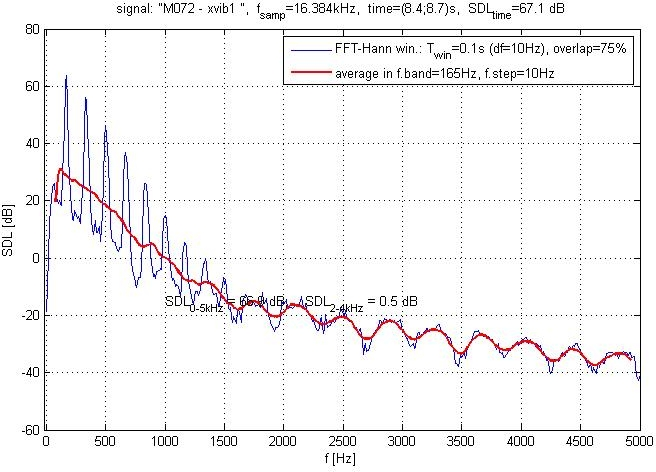 signal: "M072 - xvib1 ", fsamp=16.384kHz, time=(8.4;8.7)s, SDLtime=67.1 dB
80
FFT-Hann win.: Twin=0.1s (df=10Hz), overlap=75%
average in f.band=165Hz, f.step=10Hz
60
40
20
0
SDL [dB]
SDL0-5kHz = 66.9 dB SDL2-4kHz = 0.5 dB
-20
-40
-60
0 500 1000 1500 2000 2500 3000 3500 4000 4500 5000
f [Hz]